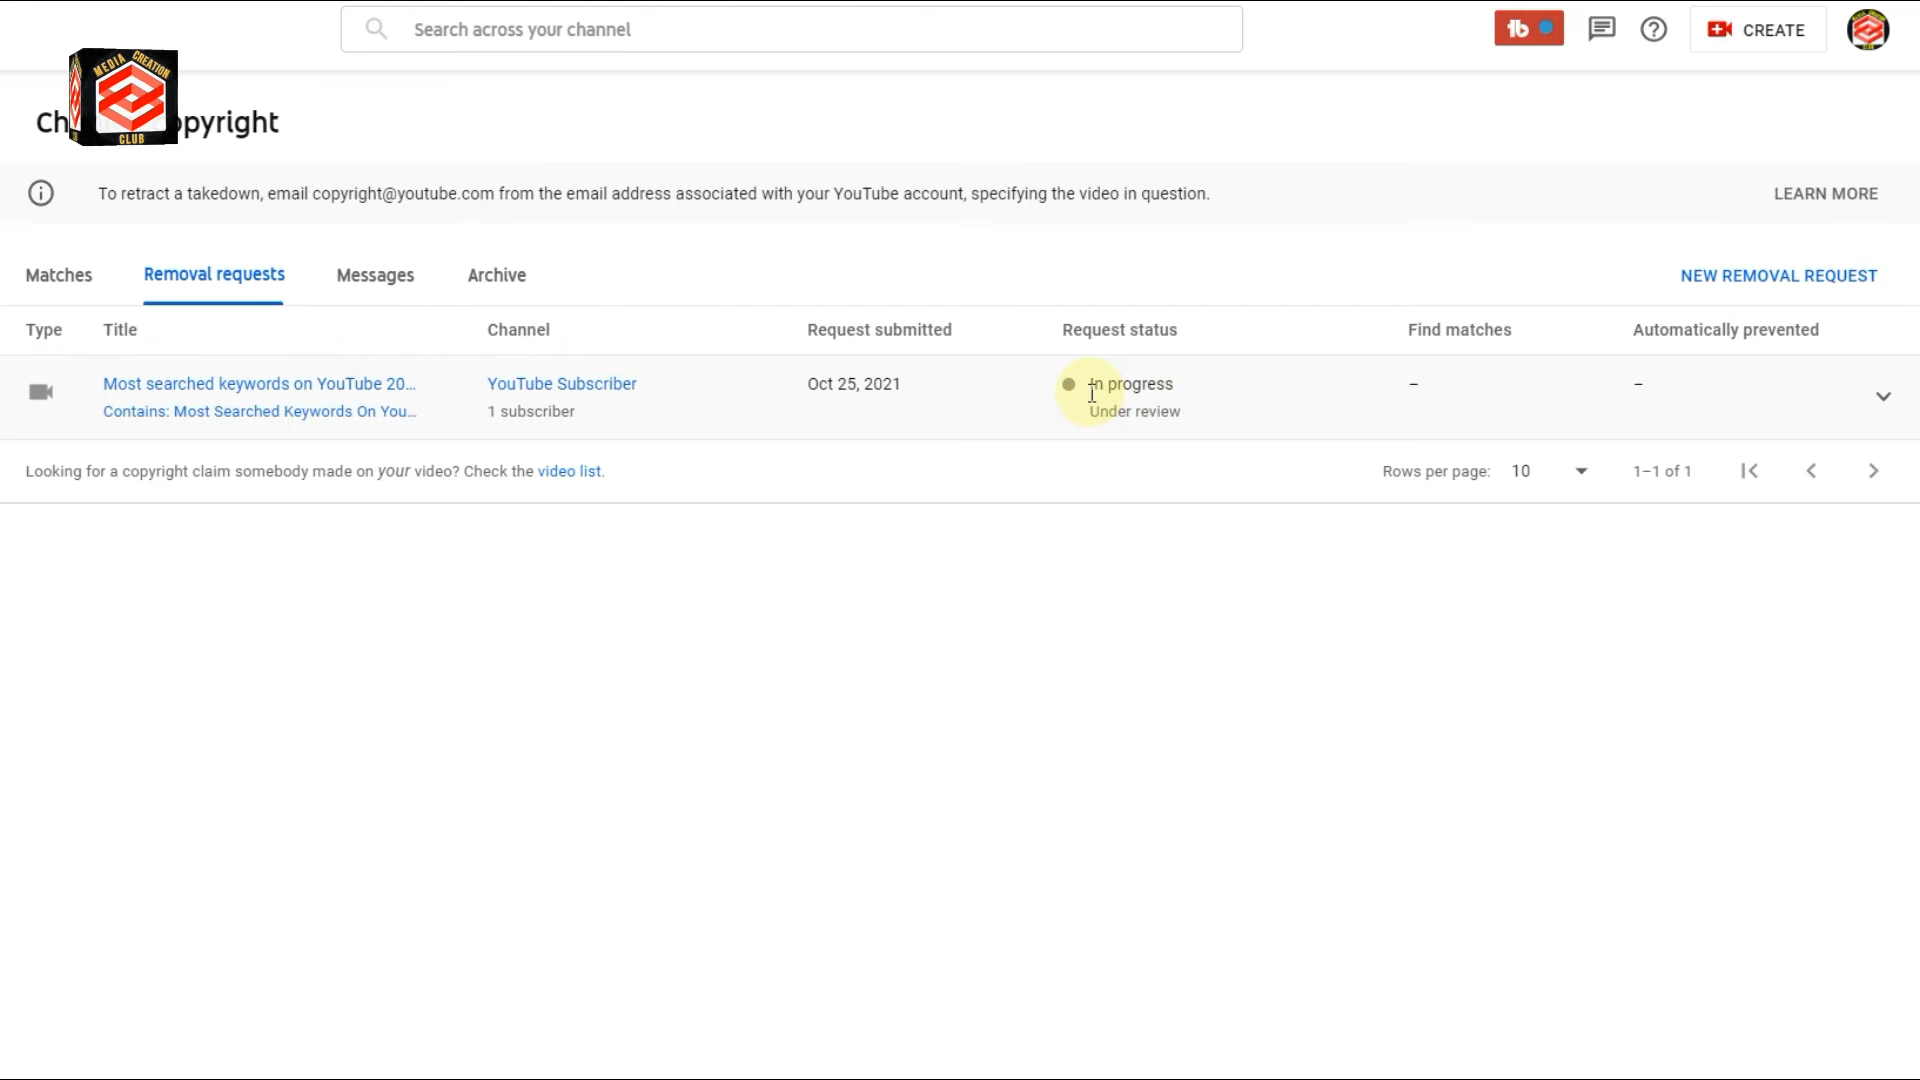 Search across your channel
CREATE
MEDIA CREATION
CLUB
Ch opyright
To retract a takedown, email copyright@youtube.com from the email address associated with your YouTube account, specifying the video in question.
LEARN MORE
Matches
Removal requests
Messages
Archive
NEW REMOVAL REQUEST
Type
Title
Channel
Request submitted
Request status
Find matches
Automatically prevented
Most searched keywords on YouTube 20...
YouTube Subscriber
Oct 25, 2021
In progress
–
–
Contains: Most Searched Keywords On You...
1 subscriber
Under review
Looking for a copyright claim somebody made on your video? Check the video list.
Rows per page: 10
1–1 of 1